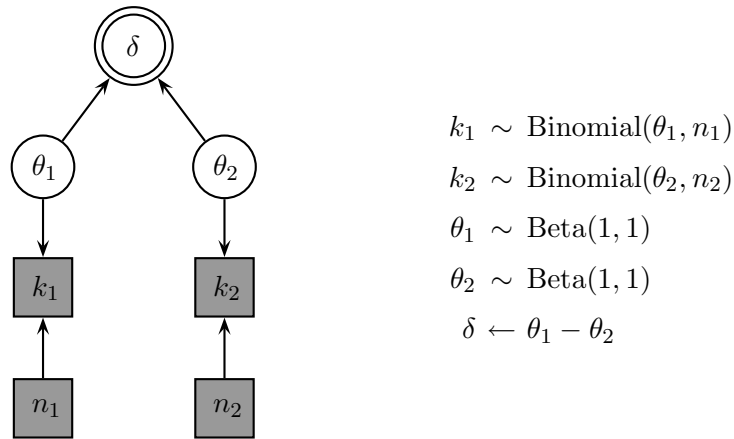 δ
θ₁ θ₂
k₁ k₂
n₁ n₂
k₁ ∼ Binomial(θ₁, n₁)
k₂ ∼ Binomial(θ₂, n₂)
θ₁ ∼ Beta(1, 1)
θ₂ ∼ Beta(1, 1)
δ ← θ₁ − θ₂